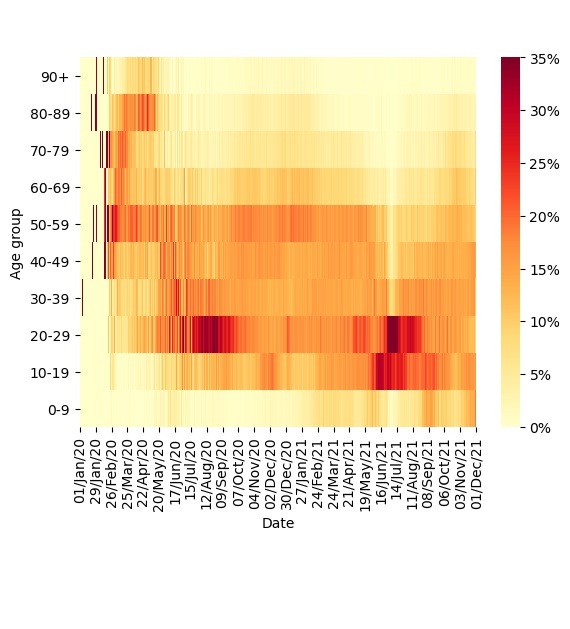 35%
90+
30%
80-89
70-79
25%
60-69
20%
50-59
Age group
15%
40-49
30-39
10%
20-29
5%
10-19
0-9
0%
01/Jan/20
29/Jan/20
26/Feb/20
25/Mar/20
22/Apr/20
20/May/20
17/Jun/20
15/Jul/20
12/Aug/20
09/Sep/20
07/Oct/20
04/Nov/20
02/Dec/20
30/Dec/20
27/Jan/21
24/Feb/21
24/Mar/21
21/Apr/21
19/May/21
16/Jun/21
14/Jul/21
11/Aug/21
08/Sep/21
06/Oct/21
03/Nov/21
01/Dec/21
Date